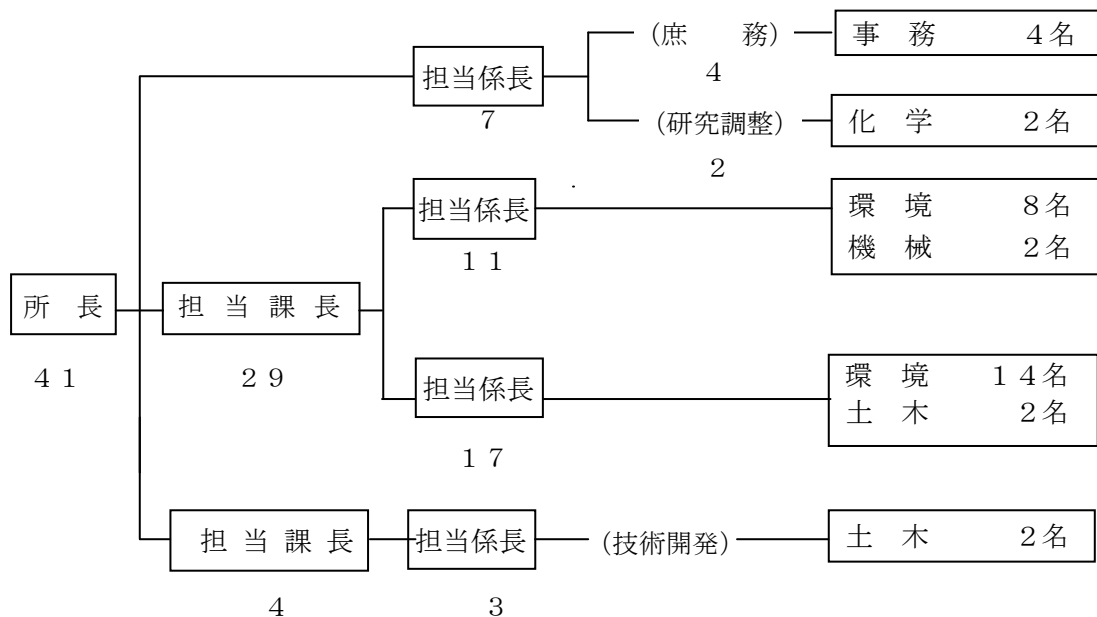 (庶　務) 事 務　４名
担当係長
４
７
(研究調整) 化 学　２名
２
担当係長 環 境　８名
機 械　２名
１１
所 長 担 当 課 長
４１ ２９
担当係長 環 境　１４名
土 木　２名
１７
担 当 課 長 担当係長 (技術開発) 土 木　２名
４ ３